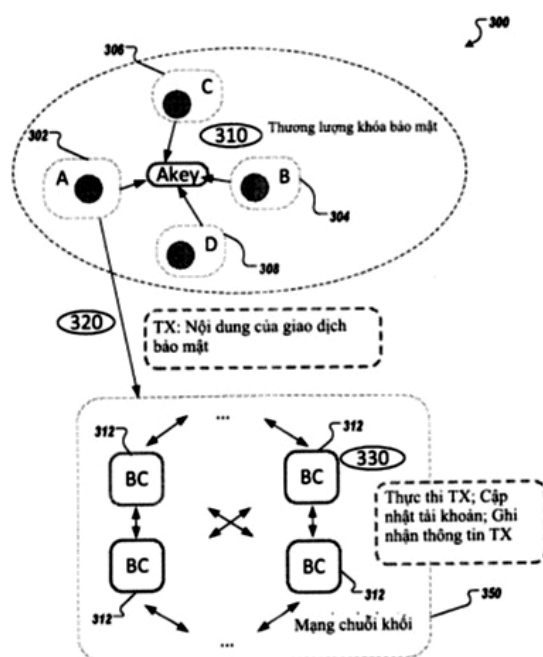 300
306
C
310
Thương lượng khóa bảo mật
302
A
Akey
B
304
D
308
320
TX: Nội dung của giao dịch
bảo mật
...
312
312
330
BC
BC
Thực thi TX; Cập
nhật tài khoản; Ghi
nhận thông tin TX
BC
BC
312
312
350
...
Mạng chuỗi khối